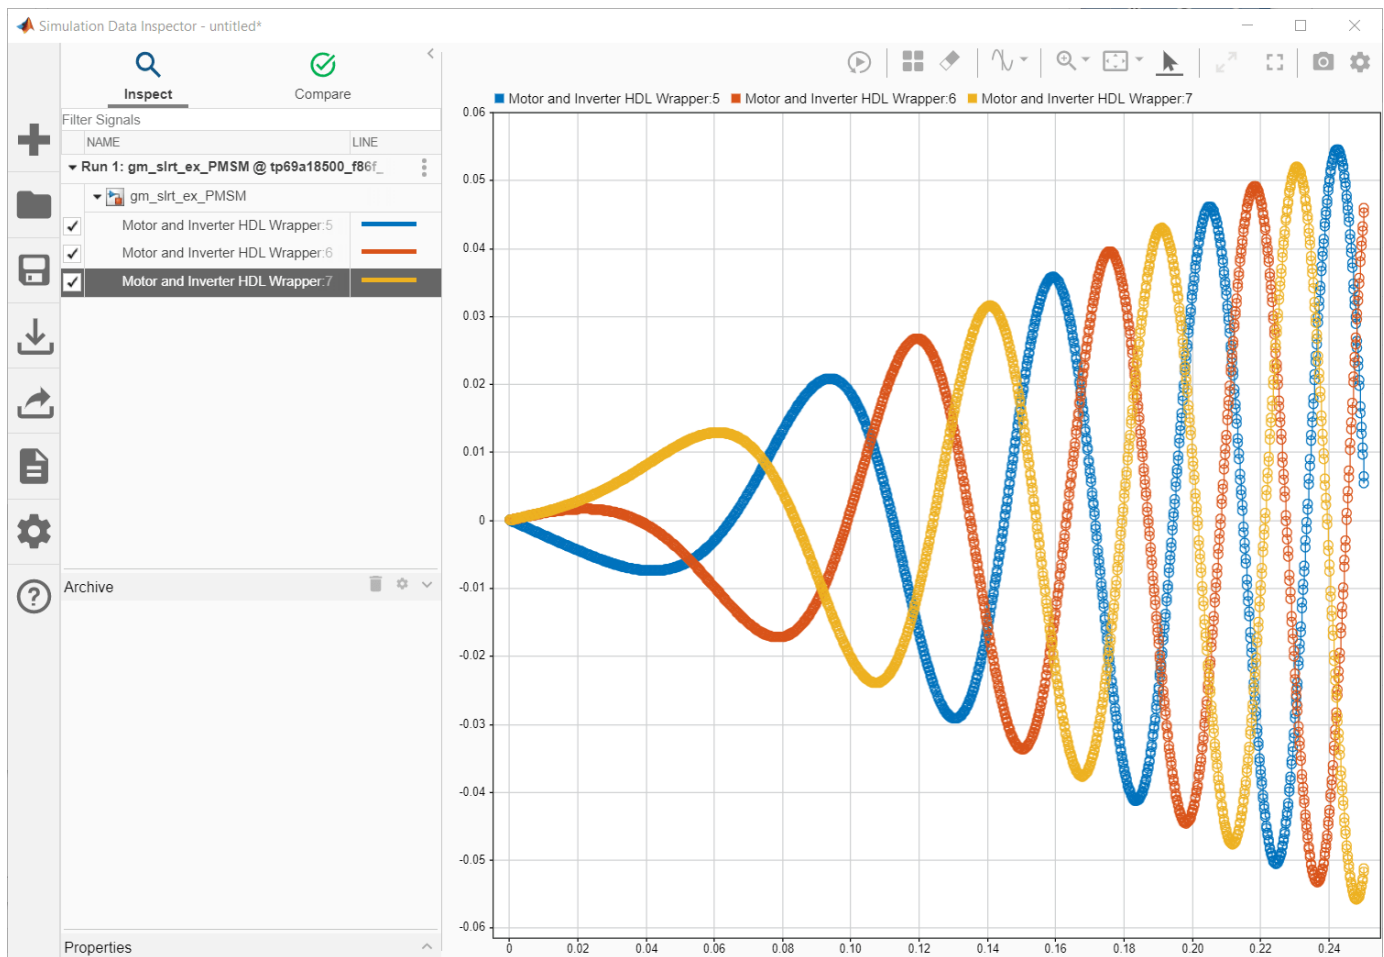 Simulation Data Inspector - untitled*
Inspect
Compare
Filter Signals
NAME
LINE
Run 1: gm_slrt_ex_PMSM @ tp69a18500_f86f_
gm_slrt_ex_PMSM
Motor and Inverter HDL Wrapper:5
Motor and Inverter HDL Wrapper:6
Motor and Inverter HDL Wrapper:7
Archive
Properties
Motor and Inverter HDL Wrapper:5 Motor and Inverter HDL Wrapper:6 Motor and Inverter HDL Wrapper:7
0.06
0.05
0.04
0.03
0.02
0.01
0
-0.01
-0.02
-0.03
-0.04
-0.05
-0.06
0 0.02 0.04 0.06 0.08 0.10 0.12 0.14 0.16 0.18 0.20 0.22 0.24